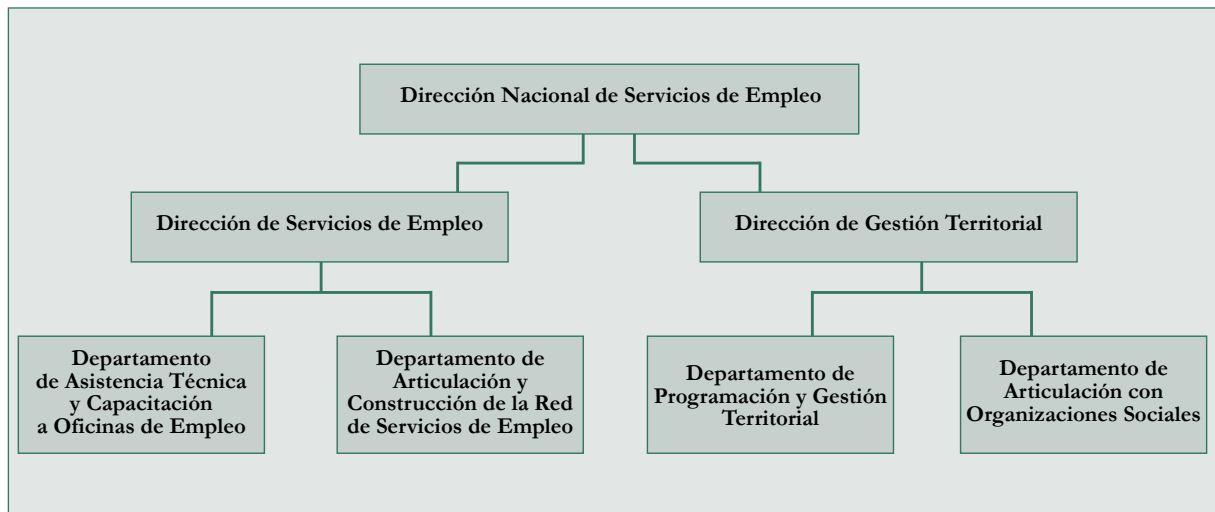 Dirección Nacional de Servicios de Empleo
Dirección de Servicios de Empleo
Dirección de Gestión Territorial
Departamento
de Asistencia Técnica
y Capacitación
a Oficinas de Empleo
Departamento de
Articulación y
Construcción de la Red
de Servicios de Empleo
Departamento de
Programación y Gestión
Territorial
Departamento de
Articulación con
Organizaciones Sociales